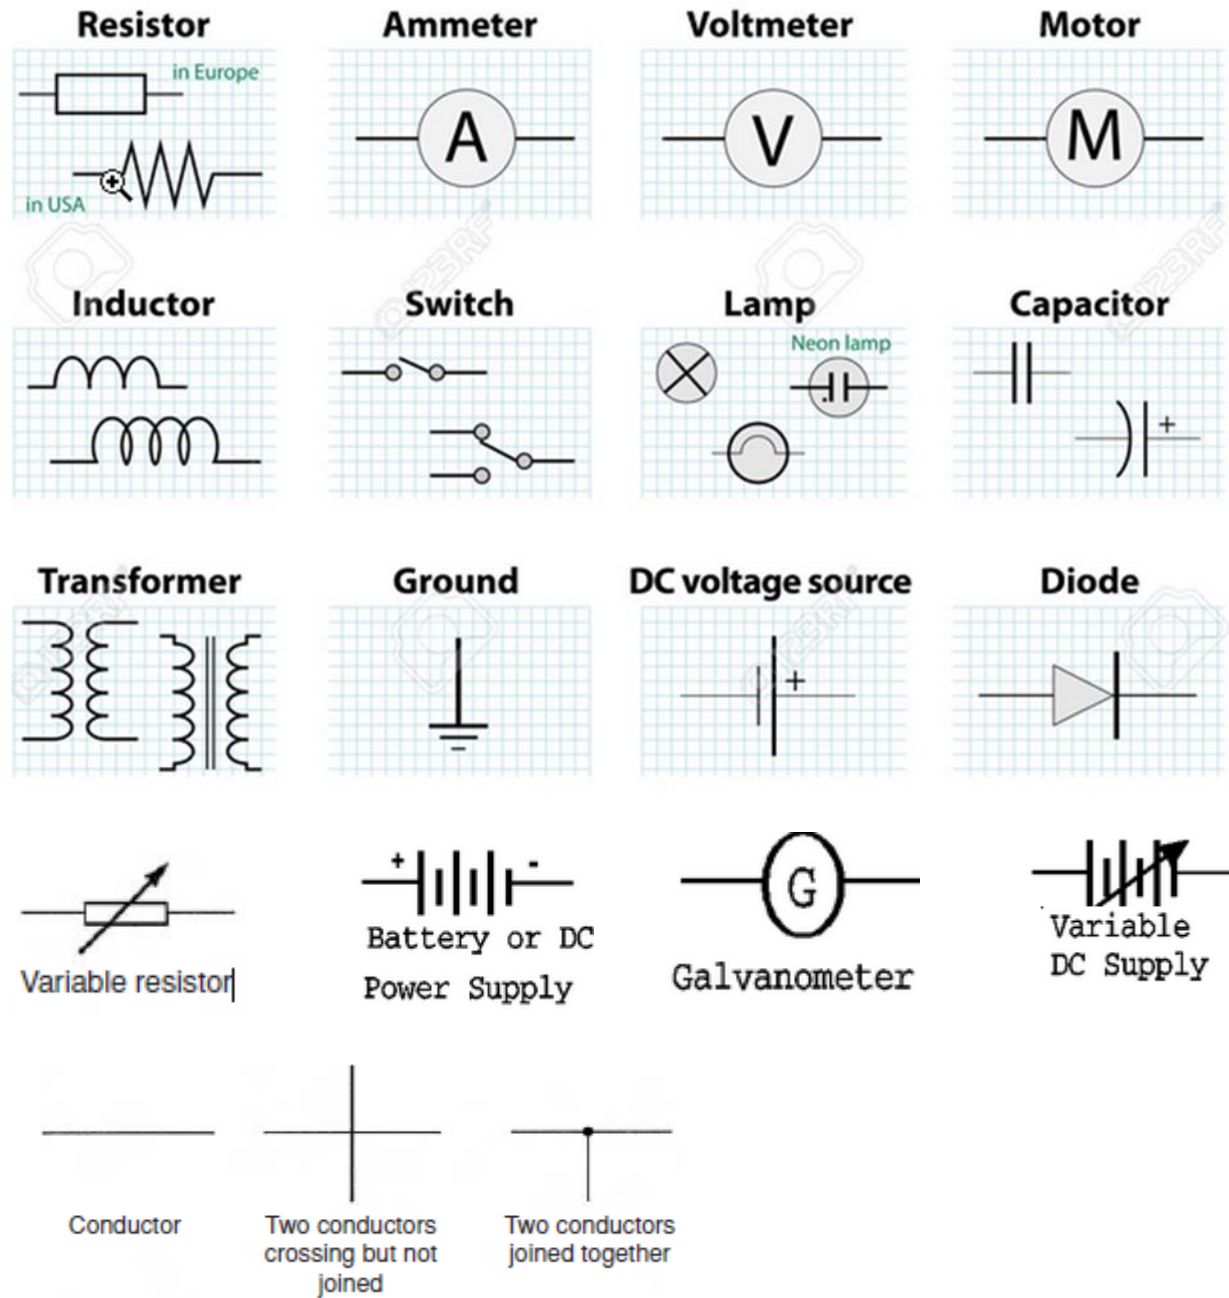 Resistor
Ammeter
Voltmeter
Motor
in Europe
in USA
A
V
M
Inductor
Switch
Lamp
Capacitor
Neon lamp
+
Transformer
Ground
DC voltage source
Diode
+
+
-
G
Variable resistor
Battery or DC
Power Supply
Galvanometer
Variable
DC Supply
Conductor
Two conductors
crossing but not
joined
Two conductors
joined together
123RF
123RF